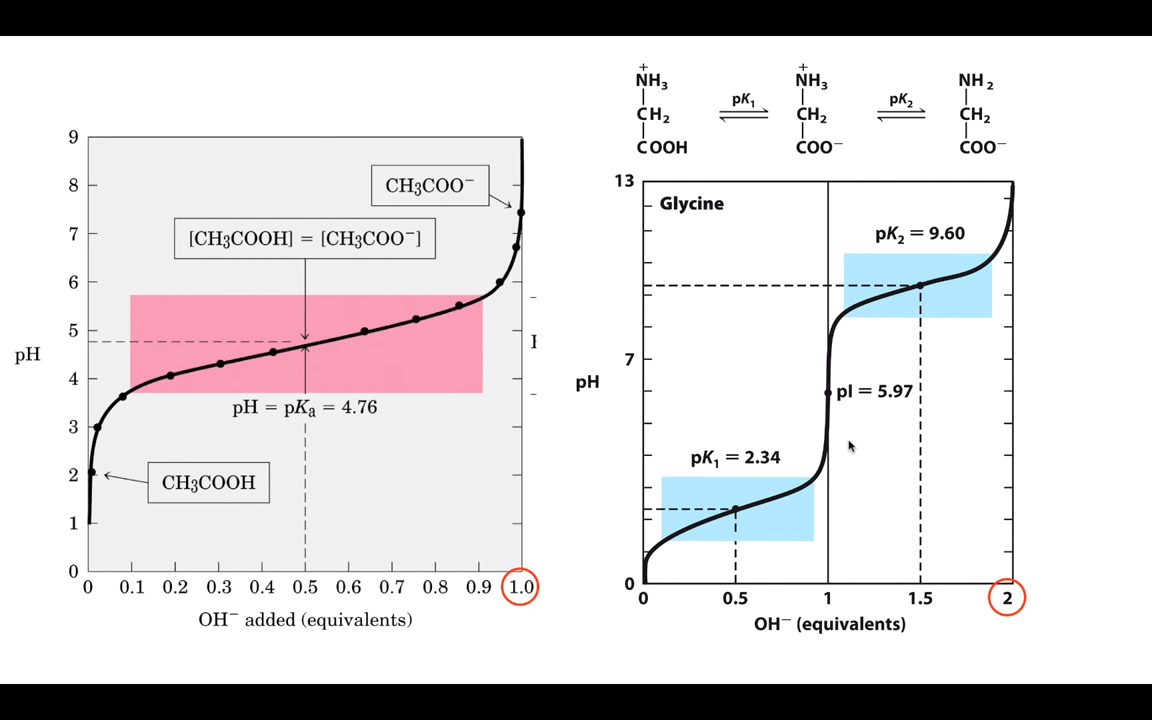 9
8
7
6
5
4
3
2
1
0
pH
CH₃COO⁻
[CH₃COOH] = [CH₃COO⁻]
pH = pKₐ = 4.76
CH₃COOH
0 0.1 0.2 0.3 0.4 0.5 0.6 0.7 0.8 0.9 1.0
OH⁻ added (equivalents)
+ +
NH₃ NH₃ NH₂
pK₁ pK₂
CH₂ CH₂ CH₂
COOH COO⁻ COO⁻
13
Glycine
pK₂ = 9.60
7
pH
pI = 5.97
pK₁ = 2.34
0
0 0.5 1 1.5 2
OH⁻ (equivalents)